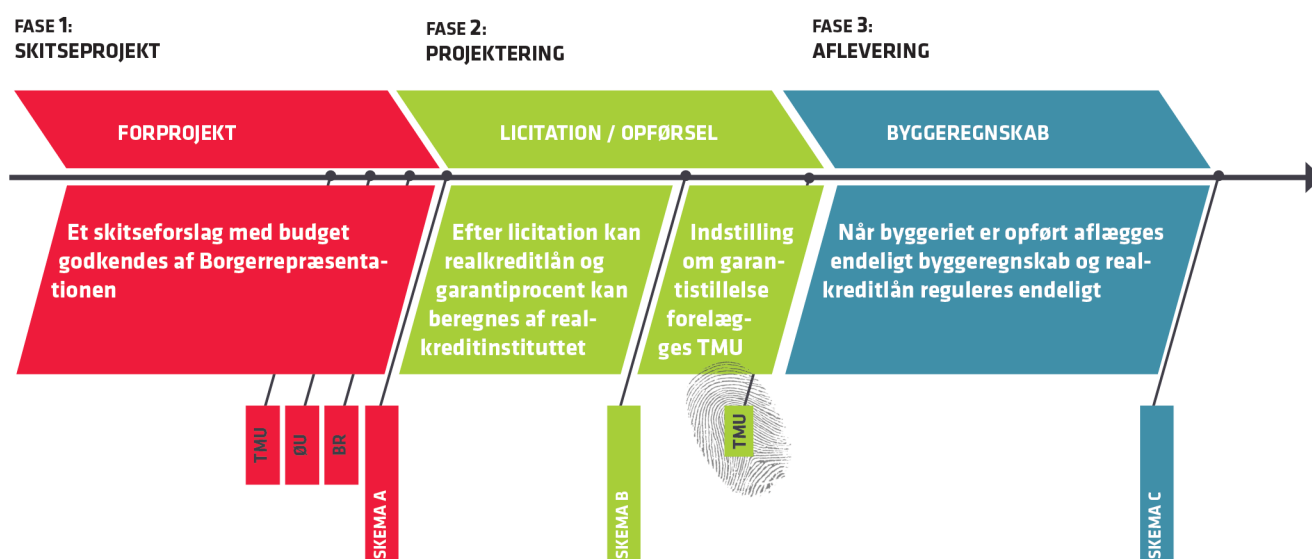 FASE 1:
SKITSEPROJEKT
FASE 2:
PROJEKTERING
FASE 3:
AFLEVERING
FORPROJEKT
LICITATION / OPFØRSEL
BYGGEREGNSKAB
Et skitseforslag med budget
godkendes af Borgerrepræsenta-
tionen
Efter licitation kan
realkreditlån og
garantiprocent kan
beregnes af real-
kreditinstituttet
Indstilling
om garan-
tistillelse
forelæg-
ges TMU
Når byggeriet er opført aflægges
endeligt byggeregnskab og real-
kreditlån reguleres endeligt
TMU
ØU
BR
SKEMA A
SKEMA B
TMU
SKEMA C